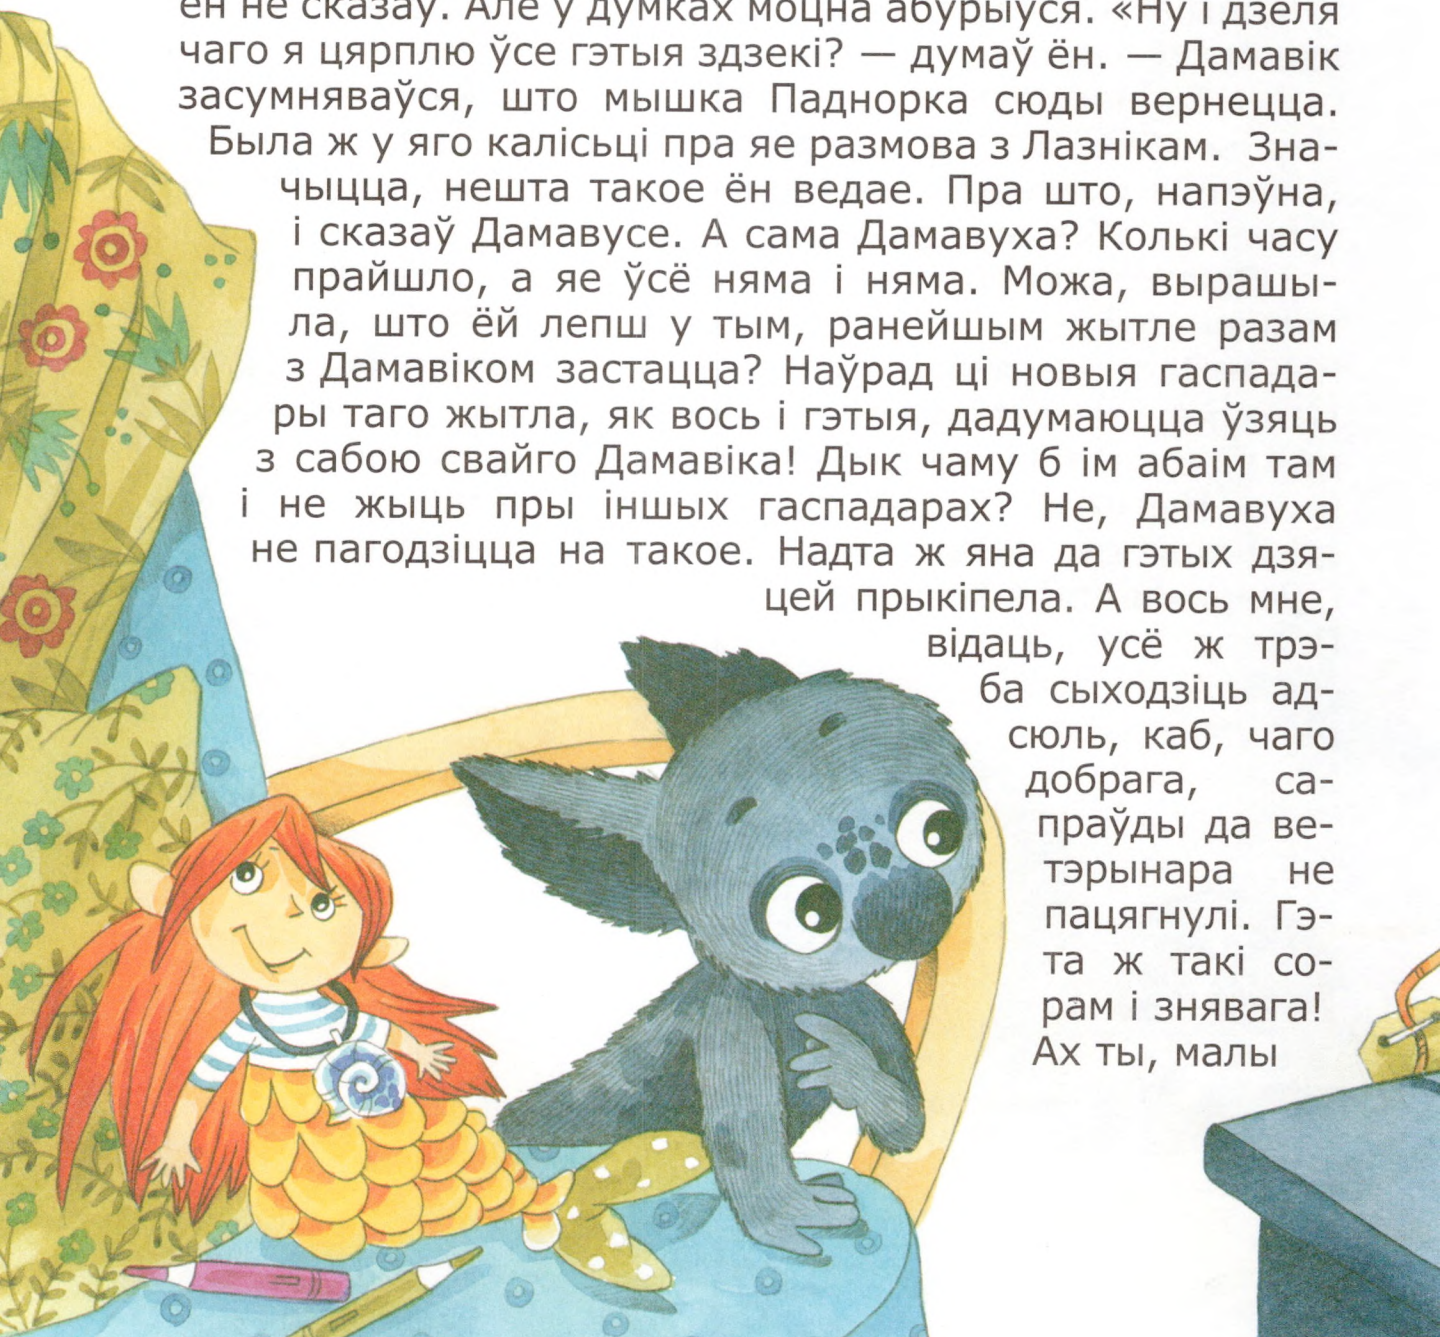 ён не сказаў. Але ў думках моцна абурыўся. «Ну і дзеля
чаго я цярплю ўсе гэтыя здзекі? — думаў ён. — Дамавік
засумняваўся, што мышка Паднорка сюды вернецца.
Была ж у яго калісьці пра яе размова з Лазнікам. Зна-
чыцца, нешта такое ён ведае. Пра што, напэўна,
і сказаў Дамавусе. А сама Дамавуха? Колькі часу
прайшло, а яе ўсё няма і няма. Можа, вырашы-
ла, што ёй лепш у тым, ранейшым жытле разам
з Дамавіком застацца? Наўрад ці новыя гаспада-
ры таго жытла, як вось і гэтыя, дадумаюцца ўзяць
з сабою свайго Дамавіка! Дык чаму б ім абаім там
і не жыць пры іншых гаспадарах? Не, Дамавуха
не пагодзіцца на такое. Надта ж яна да гэтых дзя-
цей прыкіпела. А вось мне,
відаць, усё ж трэ-
ба сыходзіць ад-
сюль, каб, чаго
добрага, са-
праўды да ве-
тэрынара не
пацягнулі. Гэ-
та ж такі со-
рам і знявага!
Ах ты, малы